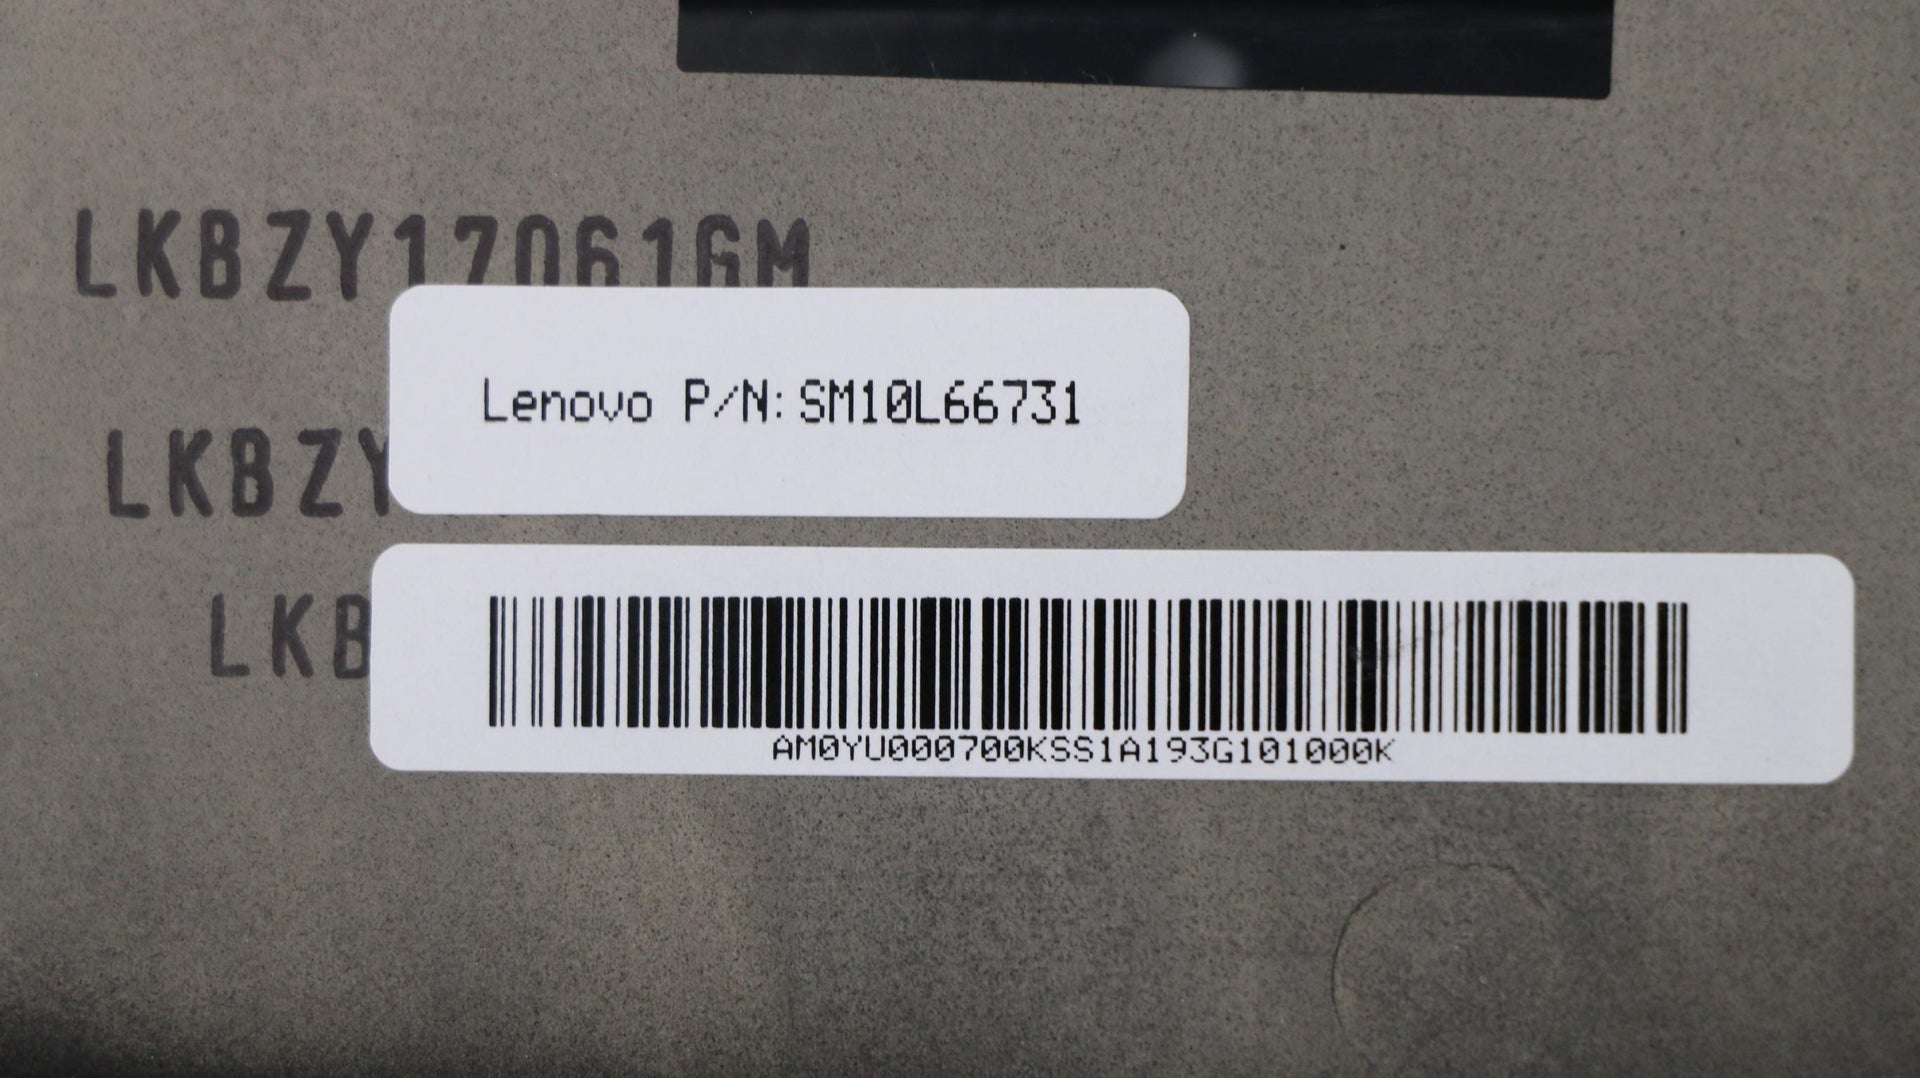 LKBZY17061GM
Lenovo P/N: SM10L66731
LKBZY
LKB
AM0YU000700KSS1A193G101000K